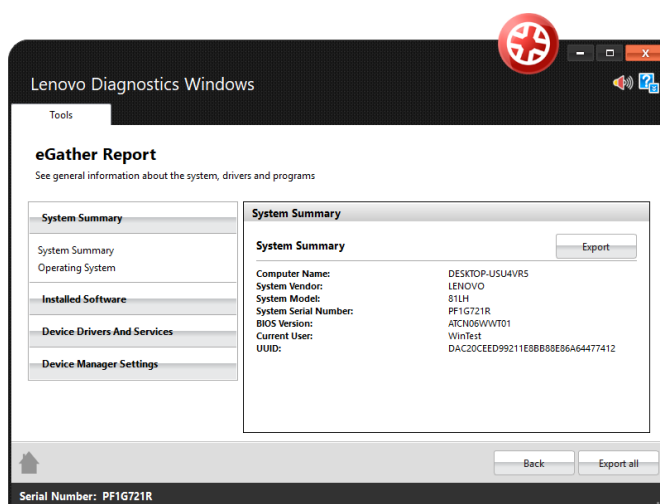 Lenovo Diagnostics Windows
Tools
eGather Report
See general information about the system, drivers and programs
System Summary
System Summary
Operating System
Installed Software
Device Drivers And Services
Device Manager Settings
System Summary
System Summary
Export
Computer Name: DESKTOP-USU4VR5
System Vendor: LENOVO
System Model: 81LH
System Serial Number: PF1G721R
BIOS Version: ATCN06WWT01
Current User: WinTest
UUID: DAC20CEED99211E8BB88E86A64477412
Back
Export all
Serial Number: PF1G721R